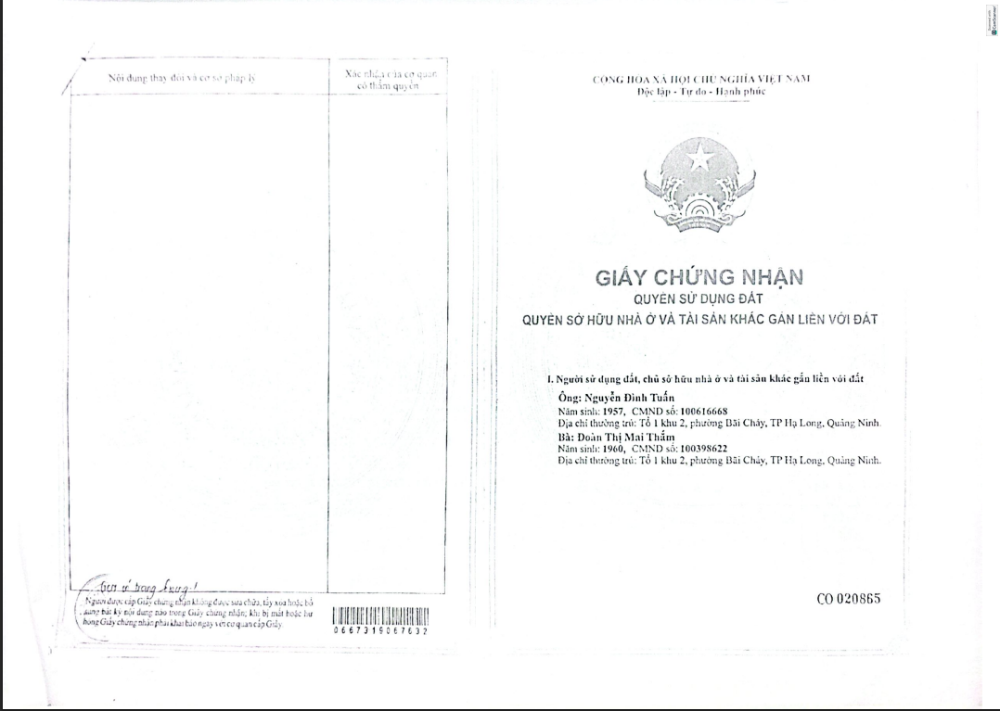 Nội dung thay đổi và cơ sở pháp lý
Xác nhận của cơ quan
có thẩm quyền
Người được cấp Giấy chứng nhận không được sửa chữa, tẩy xóa hoặc bổ
sung bất kỳ nội dung nào trong Giấy chứng nhận; khi bị mất hoặc hư
hỏng Giấy chứng nhận phải khai báo ngay với cơ quan cấp Giấy.
0667319067632
CỘNG HÒA XÃ HỘI CHỦ NGHĨA VIỆT NAM
Độc lập - Tự do - Hạnh phúc
GIẤY CHỨNG NHẬN
QUYỀN SỬ DỤNG ĐẤT
QUYỀN SỞ HỮU NHÀ Ở VÀ TÀI SẢN KHÁC GẮN LIỀN VỚI ĐẤT
I. Người sử dụng đất, chủ sở hữu nhà ở và tài sản khác gắn liền với đất
Ông: Nguyễn Đình Tuấn
Năm sinh: 1957, CMND số: 100616668
Địa chỉ thường trú: Tổ 1 khu 2, phường Bãi Cháy, TP Hạ Long, Quảng Ninh.
Bà: Doàn Thị Mai Thắm
Năm sinh: 1960, CMND số: 100398622
Địa chỉ thường trú: Tổ 1 khu 2, phường Bãi Cháy, TP Hạ Long, Quảng Ninh.
CO 020865
CamScanner